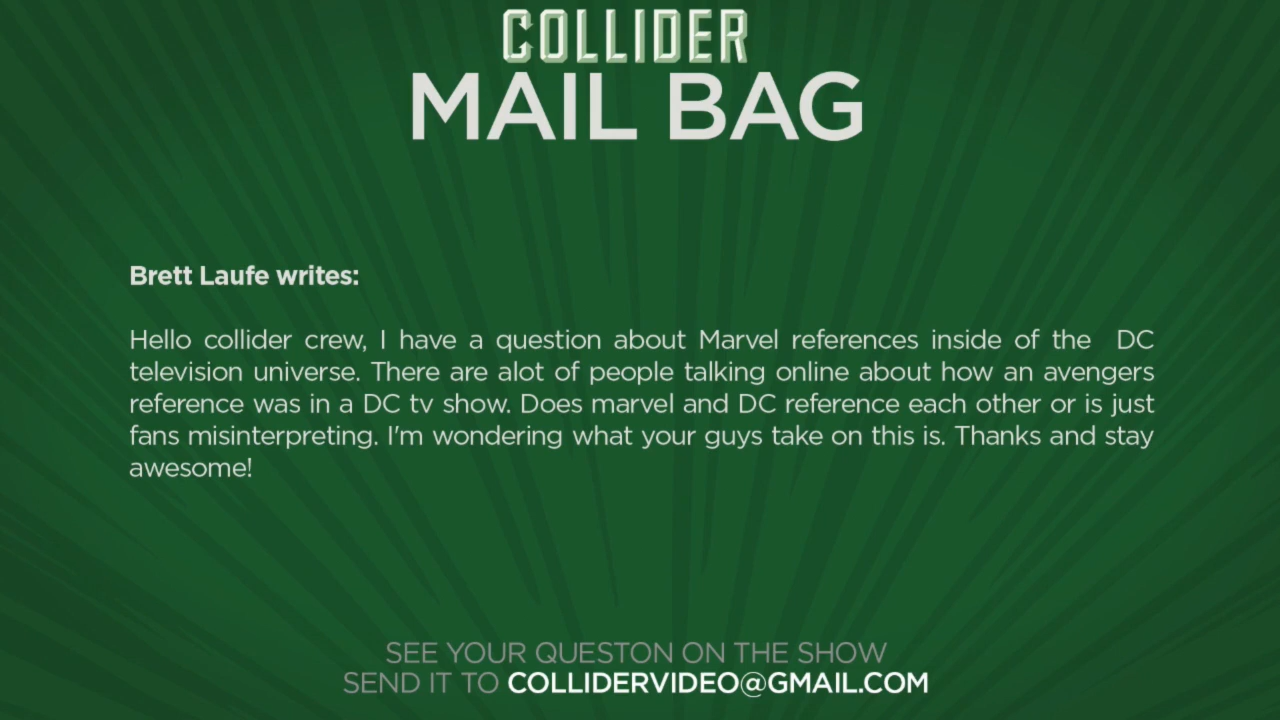 COLLIDER
MAIL BAG
Brett Laufe writes:
Hello collider crew, I have a question about Marvel references inside of the DC
television universe. There are alot of people talking online about how an avengers
reference was in a DC tv show. Does marvel and DC reference each other or is just
fans misinterpreting. I'm wondering what your guys take on this is. Thanks and stay
awesome!
SEE YOUR QUESTON ON THE SHOW
SEND IT TO COLLIDERVIDEO@GMAIL.COM